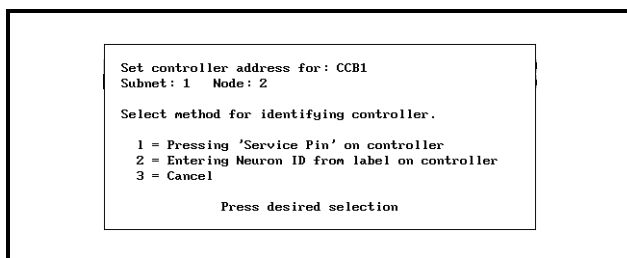 Set controller address for: CCB1
Subnet: 1   Node: 2
Select method for identifying controller.
1 = Pressing 'Service Pin' on controller
2 = Entering Neuron ID from label on controller
3 = Cancel
Press desired selection